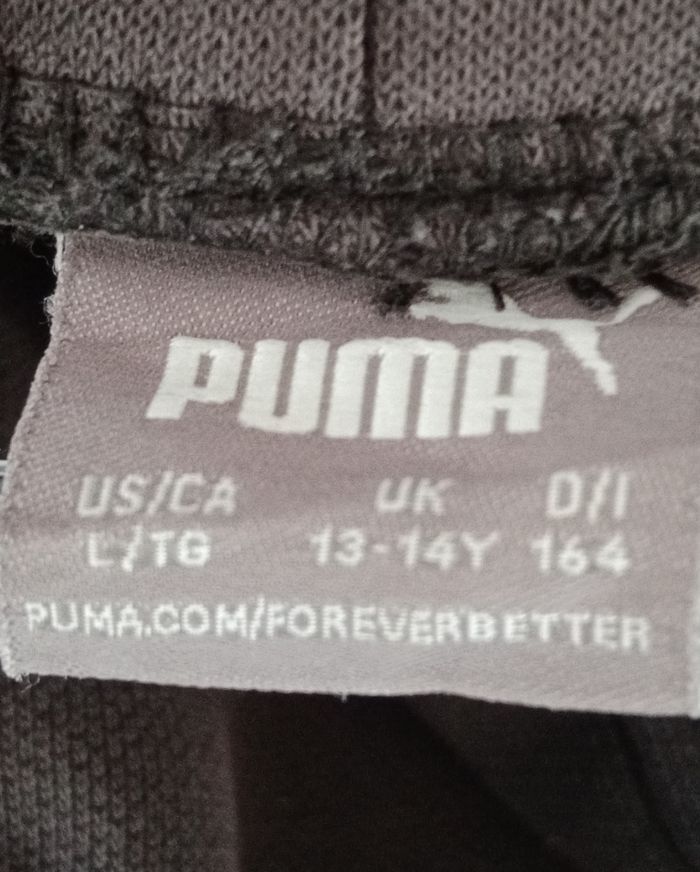 PUMA
US/CA UK D/I
L/TG 13-14Y 164
PUMA.COM/FOREVERBETTER